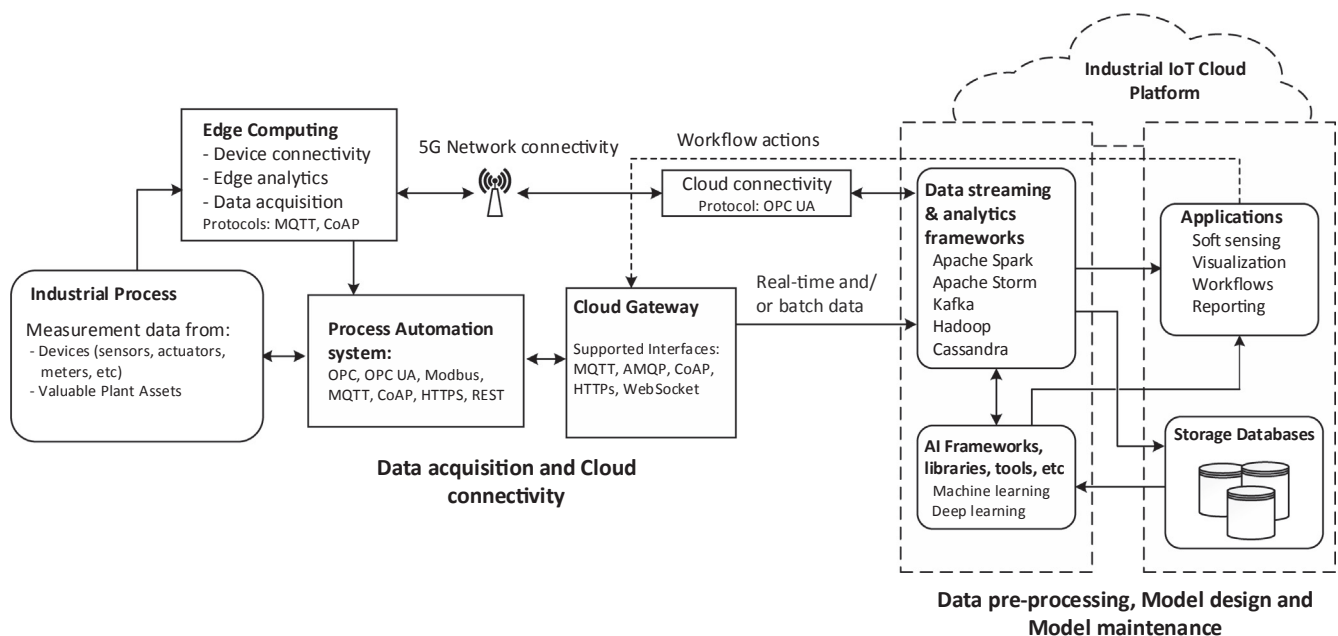 Industrial IoT Cloud
Platform
Edge Computing
- Device connectivity
- Edge analytics
- Data acquisition
Protocols: MQTT, CoAP
5G Network connectivity
Workflow actions
Cloud connectivity
Protocol: OPC UA
Data streaming
& analytics
frameworks
Apache Spark
Apache Storm
Kafka
Hadoop
Cassandra
Applications
Soft sensing
Visualization
Workflows
Reporting
Industrial Process
Measurement data from:
- Devices (sensors, actuators,
meters, etc)
- Valuable Plant Assets
Process Automation
system:
OPC, OPC UA, Modbus,
MQTT, CoAP, HTTPS, REST
Cloud Gateway
Supported Interfaces:
MQTT, AMQP, CoAP,
HTTPs, WebSocket
Real-time and/
or batch data
AI Frameworks,
libraries, tools, etc
Machine learning
Deep learning
Storage Databases
Data acquisition and Cloud
connectivity
Data pre-processing, Model design and
Model maintenance